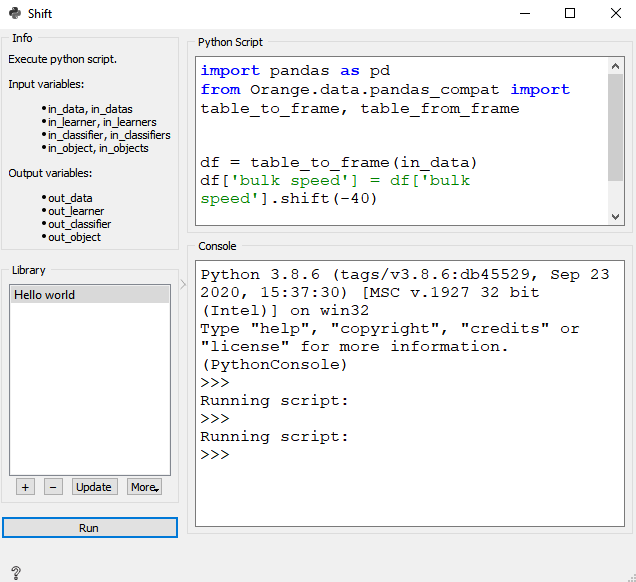 Shift
Info
Execute python script.
Input variables:
• in_data, in_datas
• in_learner, in_learners
• in_classifier, in_classifiers
• in_object, in_objects
Output variables:
• out_data
• out_learner
• out_classifier
• out_object
Library
Hello world
+ − Update More
Run
?
Python Script
import pandas as pd
from Orange.data.pandas_compat import
table_to_frame, table_from_frame
df = table_to_frame(in_data)
df['bulk speed'] = df['bulk
speed'].shift(-40)
Console
Python 3.8.6 (tags/v3.8.6:db45529, Sep 23
2020, 15:37:30) [MSC v.1927 32 bit
(Intel)] on win32
Type "help", "copyright", "credits" or
"license" for more information.
(PythonConsole)
>>>
Running script:
>>>
Running script:
>>>